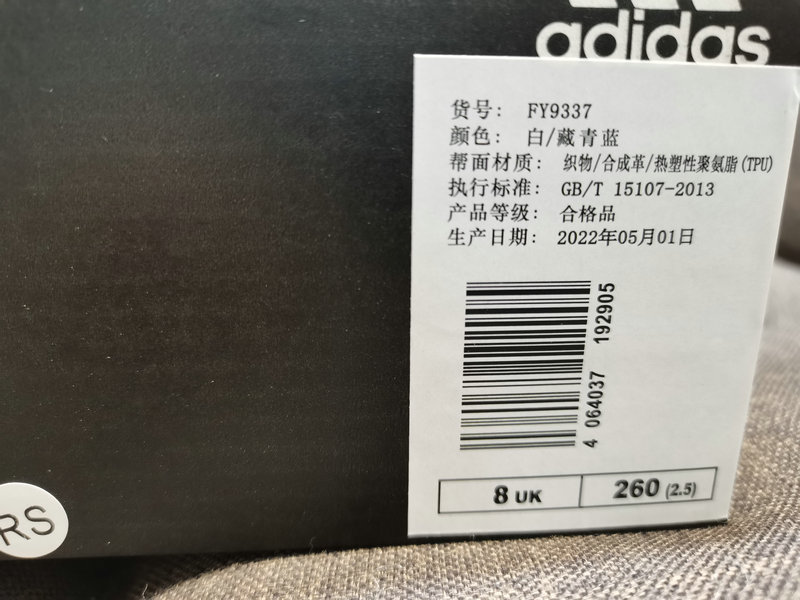 adidas
货号： FY9337
颜色： 白/藏青蓝
帮面材质： 织物/合成革/热塑性聚氨脂(TPU)
执行标准： GB/T 15107-2013
产品等级： 合格品
生产日期： 2022年05月01日
4 064037 192905
8 UK 260 (2.5)
RS